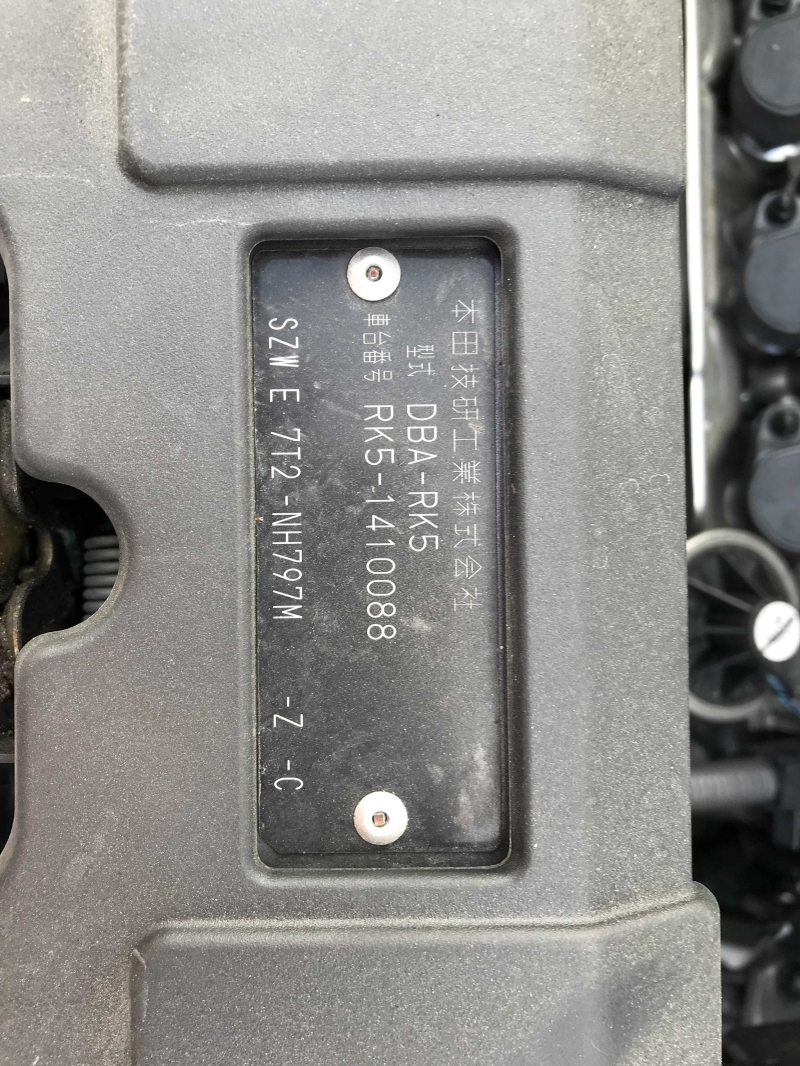 本田技研工業株式会社
型式 DBA-RK5
車台番号 RK5-1410088
SZW E 7T2-NH797M -Z -C